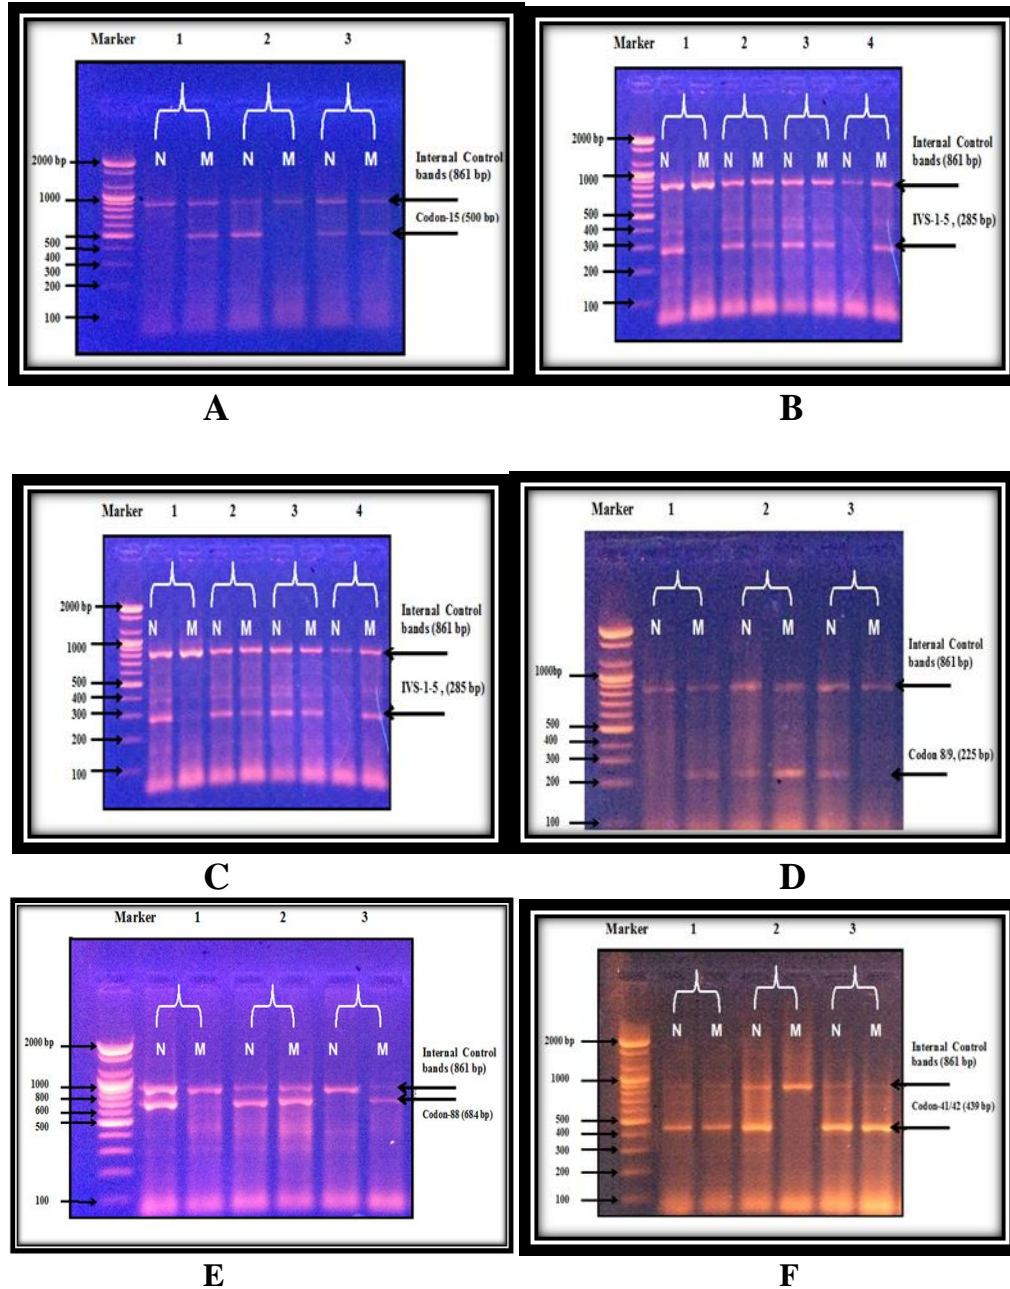 Marker 1 2 3
N M N M N M
2000 bp
1000
500
400
300
200
100
Internal Control
bands (861 bp)
Codon-15 (500 bp)
A
Marker 1 2 3 4
N M N M N M N M
2000 bp
1000
500
400
300
200
100
Internal Control
bands (861 bp)
IVS-1-5 , (285 bp)
B
Marker 1 2 3 4
N M N M N M N M
2000 bp
1000
500
400
300
200
100
Internal Control
bands (861 bp)
IVS-1-5 , (285 bp)
C
Marker 1 2 3
N M N M N M
1000bp
500
400
300
200
100
Internal Control
bands (861 bp)
Codon 8/9, (225 bp)
D
Marker 1 2 3
N M N M N M
2000 bp
1000
800
600
500
100
Internal Control
bands (861 bp)
Codon-88 (684 bp)
E
Marker 1 2 3
N M N M N M
2000 bp
1000
500
400
300
200
100
Internal Control
bands (861 bp)
Codon-41/42 (439 bp)
F